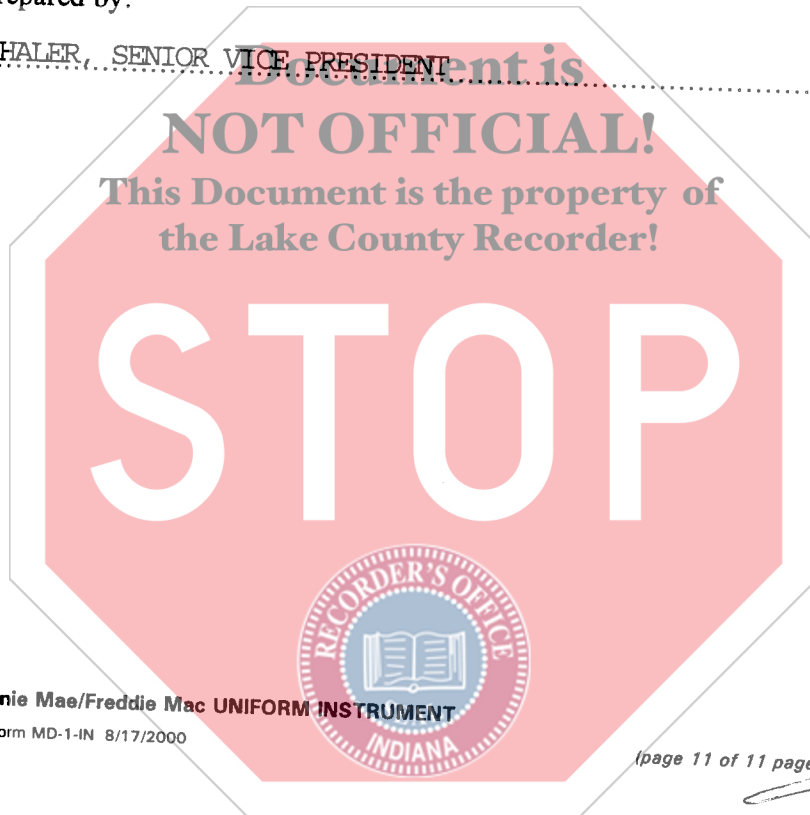 repared by:
HALER, SENIOR VICE PRESIDENT
Document is
NOT OFFICIAL!
This Document is the property of
the Lake County Recorder!
STOP
RECORDER'S OFFICE
INDIANA
nie Mae/Freddie Mac UNIFORM INSTRUMENT
orm MD-1-IN 8/17/2000
(page 11 of 11 page